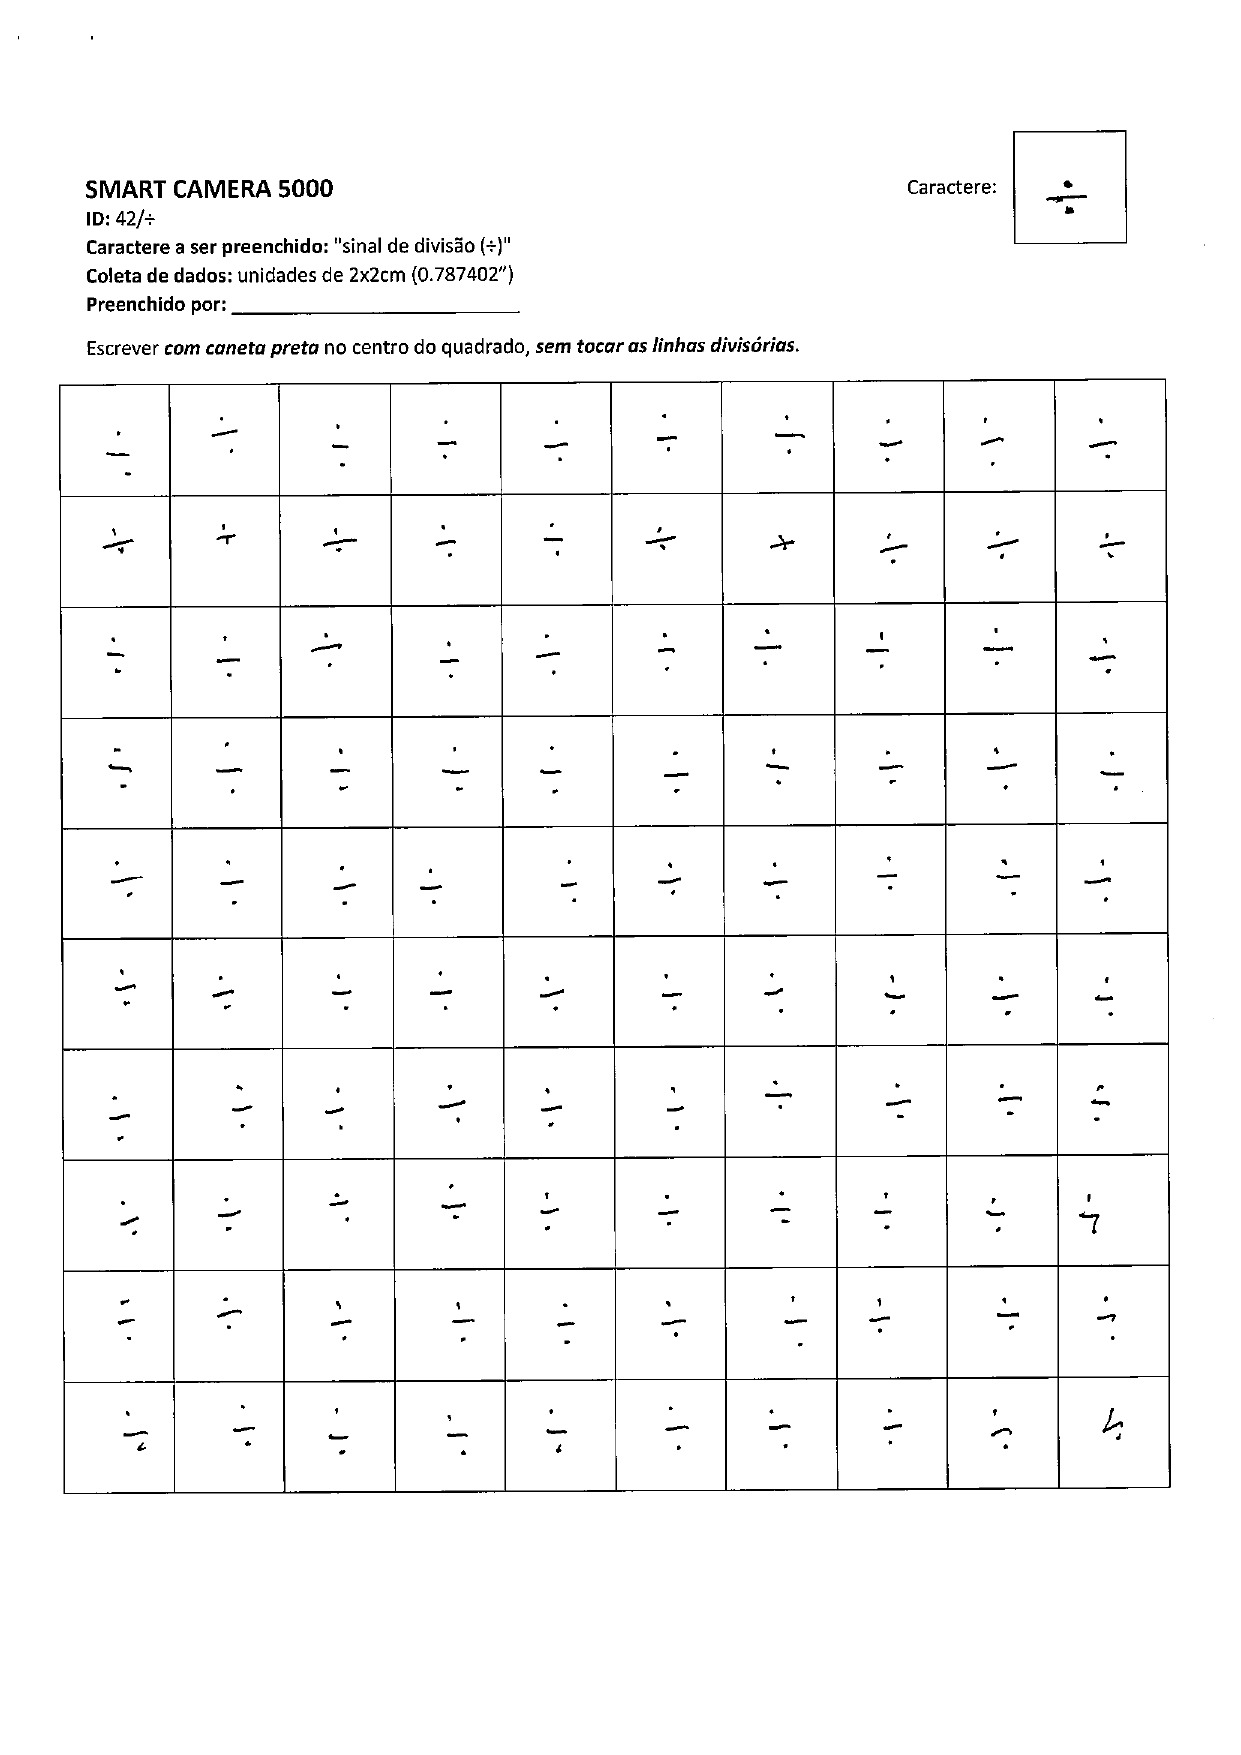 SMART CAMERA 5000
Caractere: ÷
ID: 42/÷
Caractere a ser preenchido: "sinal de divisão (÷)"
Coleta de dados: unidades de 2x2cm (0.787402”)
Preenchido por: ____________________
Escrever com caneta preta no centro do quadrado, sem tocar as linhas divisórias.
÷ ÷ ÷ ÷ ÷ ÷ ÷ ÷ ÷ ÷
÷ ÷ ÷ ÷ ÷ ÷ ÷ ÷ ÷ ÷
÷ ÷ ÷ ÷ ÷ ÷ ÷ ÷ ÷ ÷
÷ ÷ ÷ ÷ ÷ ÷ ÷ ÷ ÷ ÷
÷ ÷ ÷ ÷ ÷ ÷ ÷ ÷ ÷ ÷
÷ ÷ ÷ ÷ ÷ ÷ ÷ ÷ ÷ ÷
÷ ÷ ÷ ÷ ÷ ÷ ÷ ÷ ÷ ÷
÷ ÷ ÷ ÷ ÷ ÷ ÷ ÷ ÷ ÷
÷ ÷ ÷ ÷ ÷ ÷ ÷ ÷ ÷ ÷
÷ ÷ ÷ ÷ ÷ ÷ ÷ ÷ ÷ ÷